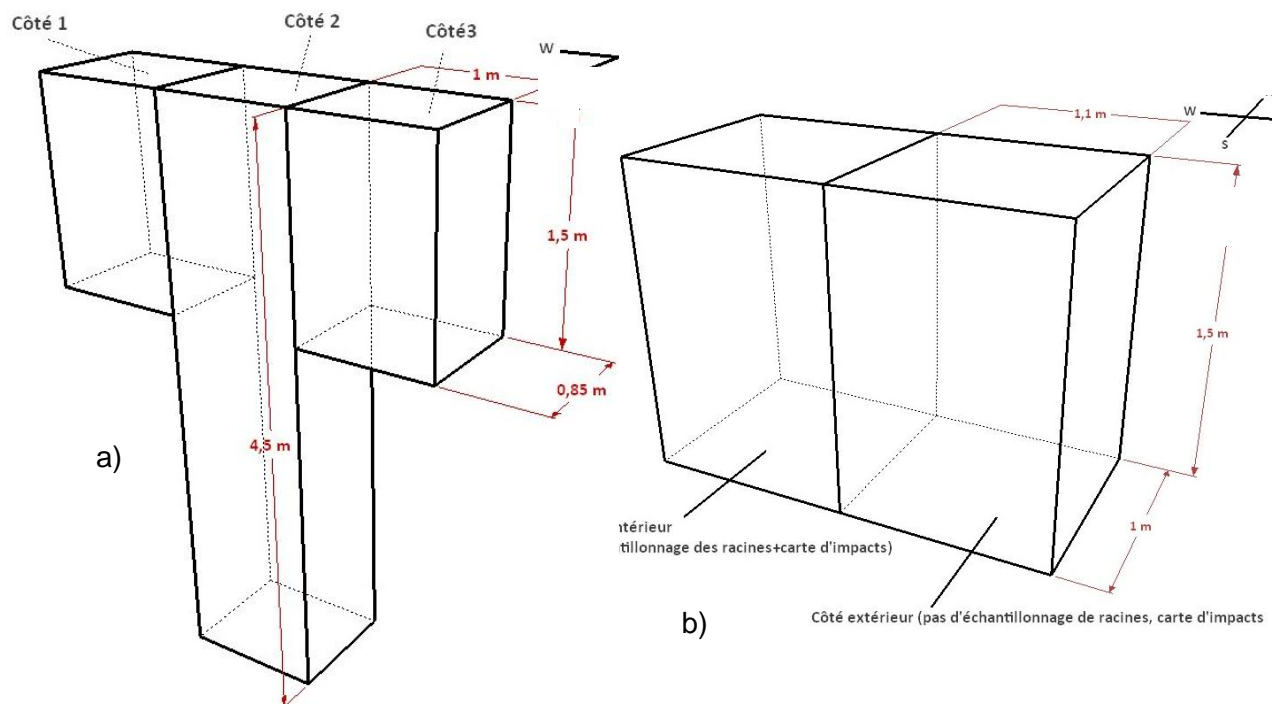 Côté 1
Côté 2
Côté3
W
1 m
1,5 m
0,85 m
4,5 m
a)
1,1 m
W
S
1,5 m
1 m
ntérieur
tillonnage des racines+carte d'impacts)
Côté extérieur (pas d'échantillonnage de racines, carte d'impacts
b)